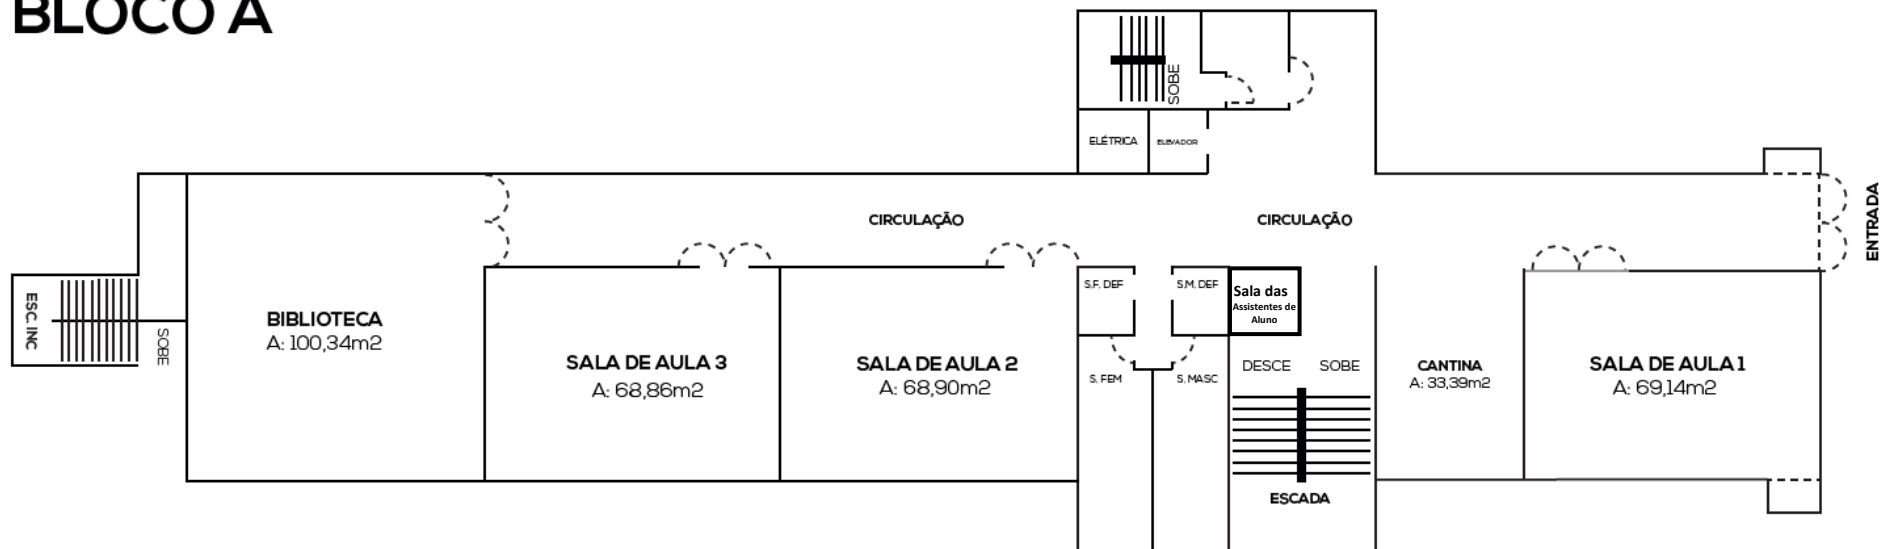 BLOCO A
SOBE
ELÉTRICA
ELEVADOR
CIRCULAÇÃO
CIRCULAÇÃO
ENTRADA
ESC. INC
SOBE
BIBLIOTECA
A: 100,34m2
SALA DE AULA 3
A: 68,86m2
SALA DE AULA 2
A: 68,90m2
S.F. DEF
S.M. DEF
Sala das
Assistentes de
Aluno
S. FEM
S. MASC
DESCE
SOBE
ESCADA
CANTINA
A: 33,39m2
SALA DE AULA 1
A: 69,14m2